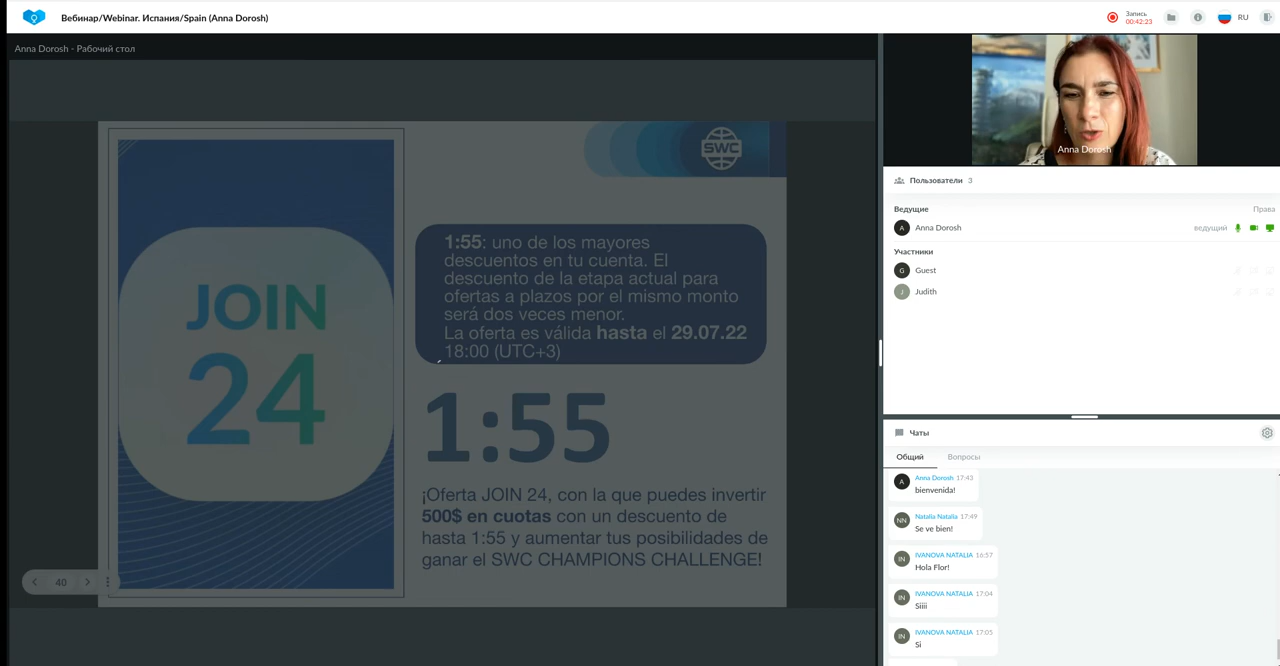 Вебинар/Webinar. Испания/Spain (Anna Dorosh)
Запись
00:42:23
RU
Anna Dorosh - Рабочий стол
SWC
JOIN
24
1:55: uno de los mayores
descuentos en tu cuenta. El
descuento de la etapa actual para
ofertas a plazos por el mismo monto
será dos veces menor.
La oferta es válida hasta el 29.07.22
18:00 (UTC+3)
1:55
¡Oferta JOIN 24, con la que puedes invertir
500$ en cuotas con un descuento de
hasta 1:55 y aumentar tus posibilidades de
ganar el SWC CHAMPIONS CHALLENGE!
40
Anna Dorosh
Пользователи 3
Ведущие Права
A Anna Dorosh ведущий
Участники
G Guest
J Judith
Чаты
Общий Вопросы
A Anna Dorosh 17:43
bienvenida!
NN Natalia Natalia 17:49
Se ve bien!
IN IVANOVA NATALIA 16:57
Hola Flor!
IN IVANOVA NATALIA 17:04
Siiii
IN IVANOVA NATALIA 17:05
Si